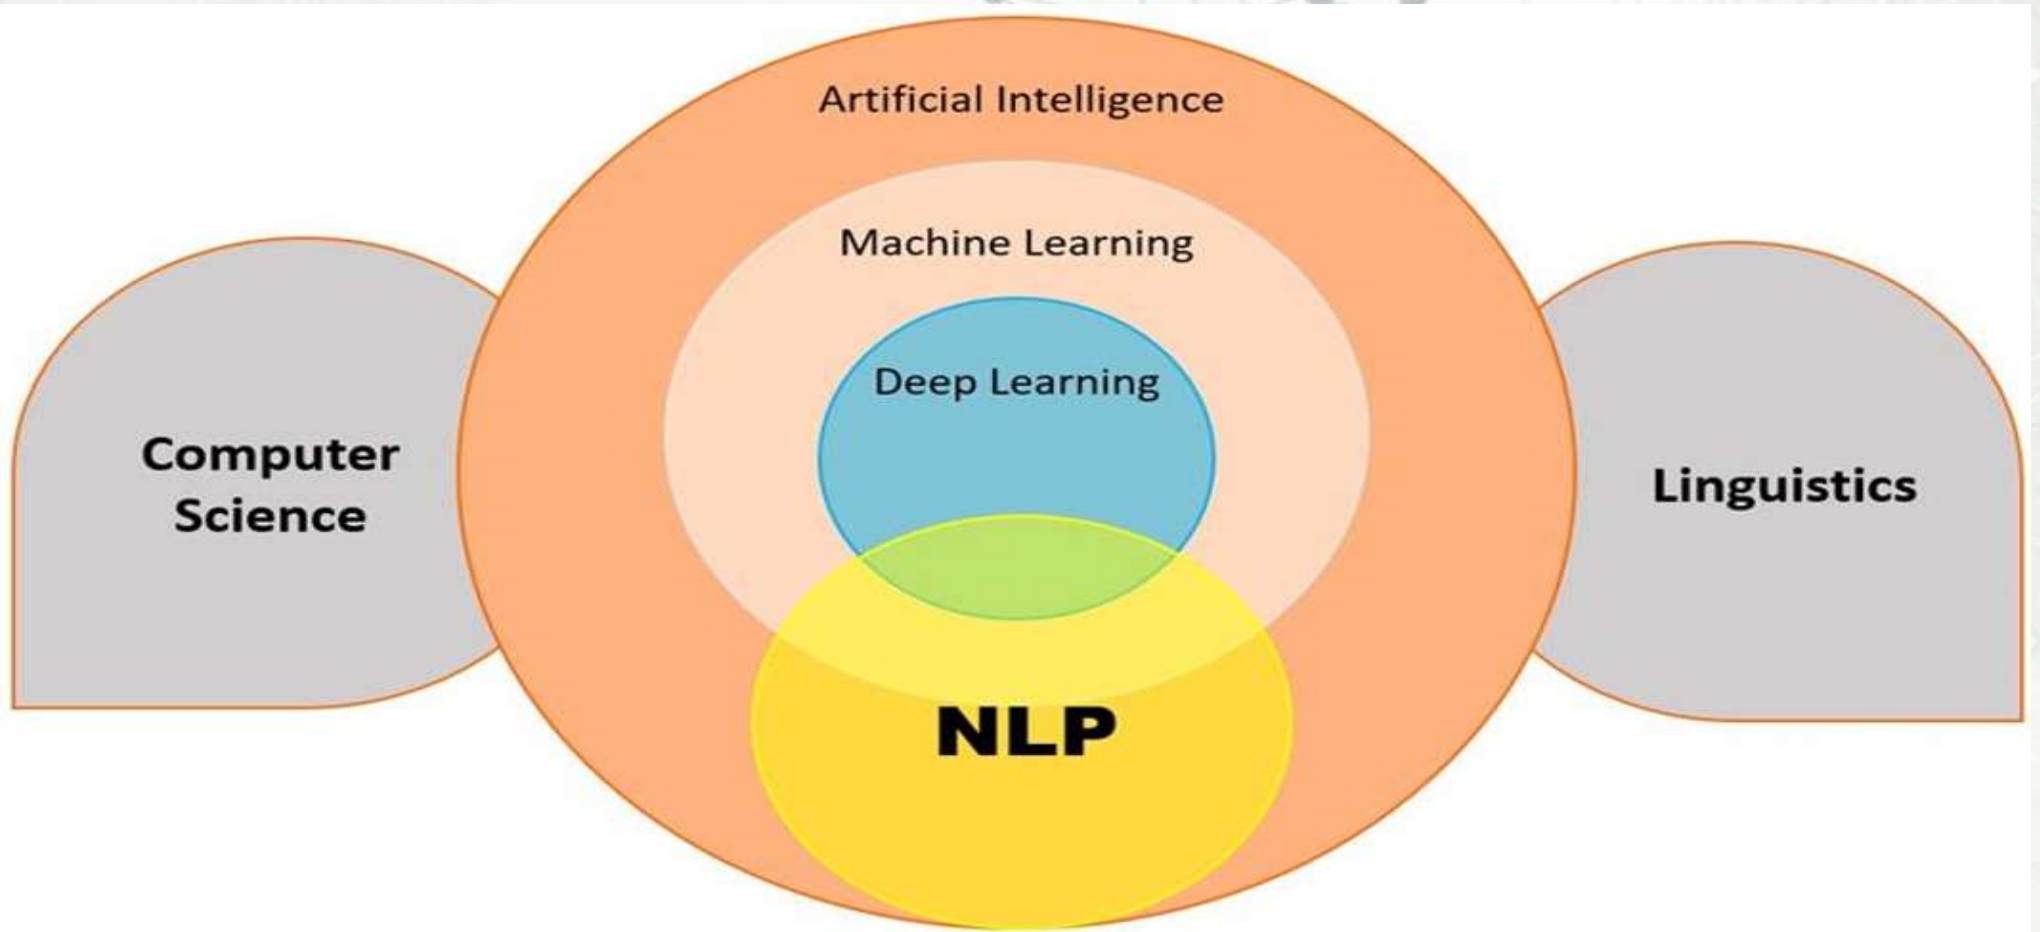 Artificial Intelligence
Machine Learning
Deep Learning
Computer
Science
Linguistics
NLP